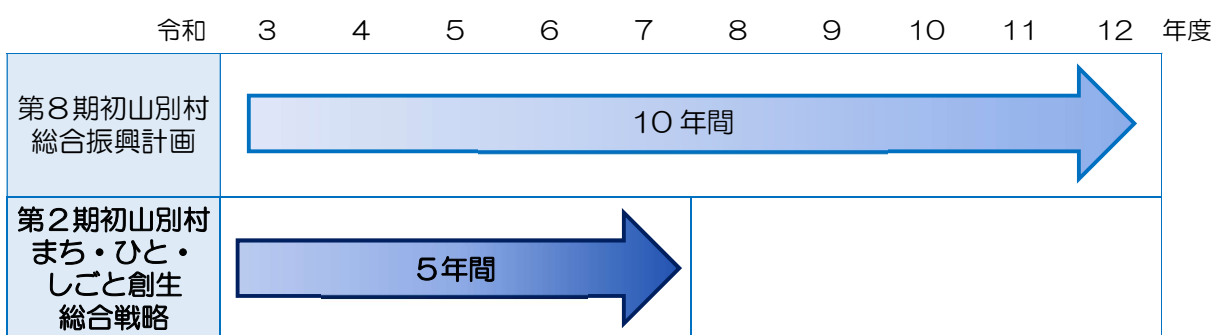 令和 3 4 5 6 7 8 9 10 11 12 年度
第8期初山別村
総合振興計画
10年間
第2期初山別村
まち・ひと・
しごと創生
総合戦略
5年間